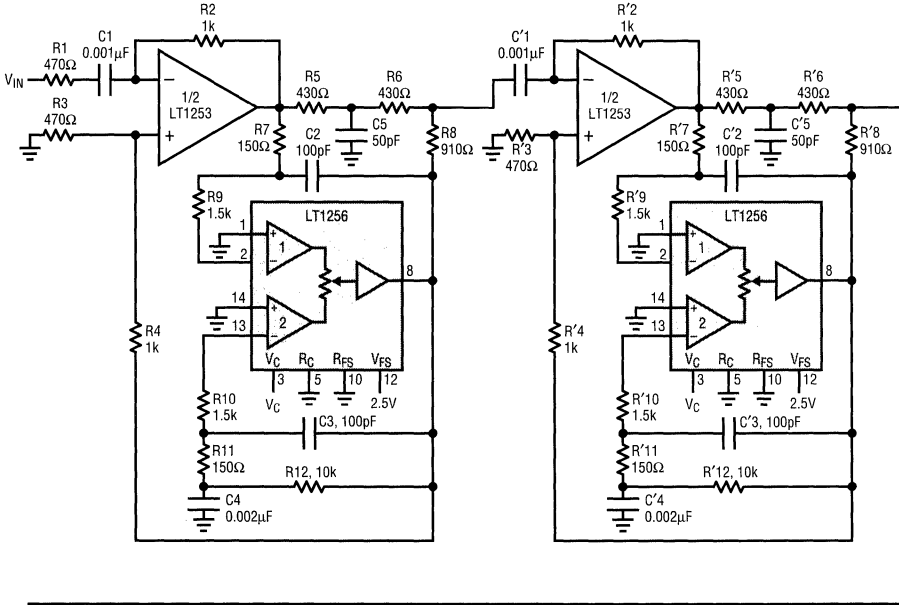 R2
1k
C1
0.001µF
R1
470Ω
VIN
R3
470Ω
1/2
LT1253
R5
430Ω
R6
430Ω
R7
150Ω
C2
100pF
C5
50pF
R8
910Ω
R9
1.5k
LT1256
1
2
+
−
1
8
14
13
+
−
2
R4
1k
VC
RC
RFS
VFS
3
5
10
12
VC
2.5V
R10
1.5k
C3, 100pF
R11
150Ω
R12, 10k
C4
0.002µF
R'2
1k
C'1
0.001µF
R'3
470Ω
1/2
LT1253
R'5
430Ω
R'6
430Ω
R'7
150Ω
C'2
100pF
C'5
50pF
R'8
910Ω
R'9
1.5k
LT1256
1
2
+
−
1
8
14
13
+
−
2
R'4
1k
VC
RC
RFS
VFS
3
5
10
12
VC
2.5V
R'10
1.5k
C'3, 100pF
R'11
150Ω
R'12, 10k
C'4
0.002µF